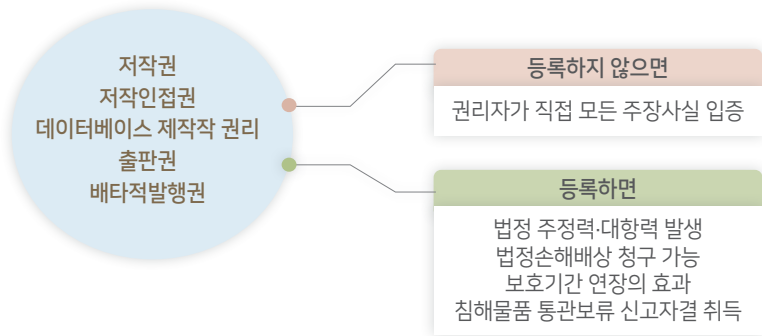 저작권
저작인접권
데이터베이스 제작작 권리
출판권
배타적발행권
등록하지 않으면
권리자가 직접 모든 주장사실 입증
등록하면
법정 주정력·대항력 발생
법정손해배상 청구 가능
보호기간 연장의 효과
침해물품 통관보류 신고자결 취득